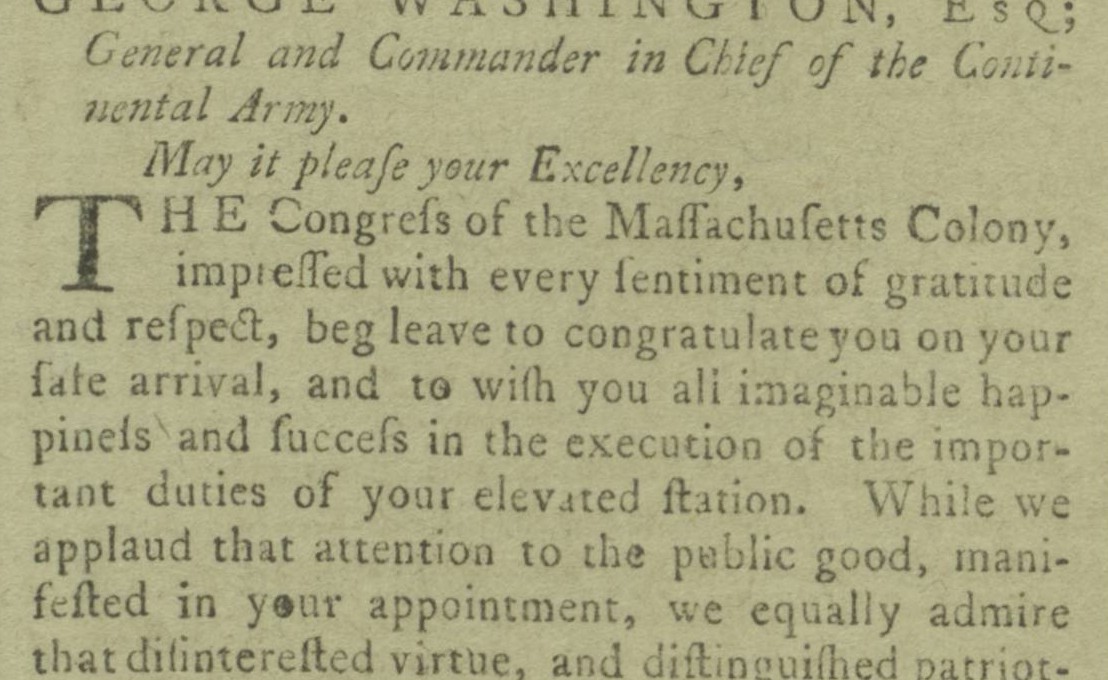 GEORGE WASHINGTON, Esq;
General and Commander in Chief of the Conti-
nental Army.
May it pleaſe your Excellency,
THE Congreſs of the Maſſachuſetts Colony,
impreſſed with every ſentiment of gratitude
and reſpect, beg leave to congratulate you on your
ſafe arrival, and to wiſh you all imaginable hap-
pineſs and ſucceſs in the execution of the impor-
tant duties of your elevated ſtation. While we
applaud that attention to the public good, mani-
feſted in your appointment, we equally admire
that diſintereſted virtue, and diſtinguiſhed patriot-